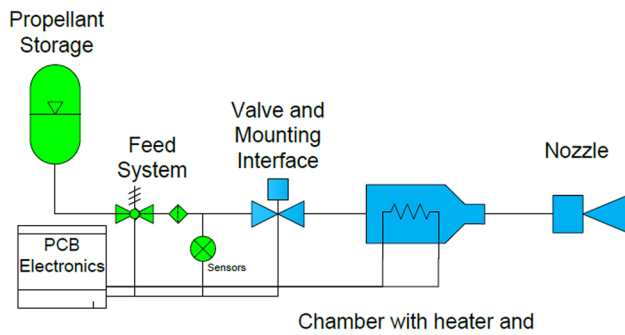 Propellant
Storage
Feed
System
Valve and
Mounting
Interface
Nozzle
PCB
Electronics
Sensors
Chamber with heater and